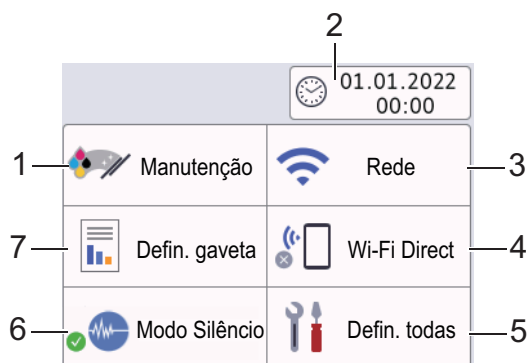 2
01.01.2022
00:00
1 Manutenção Rede 3
7 Defin. gaveta Wi-Fi Direct 4
6 Modo Silêncio Defin. todas 5